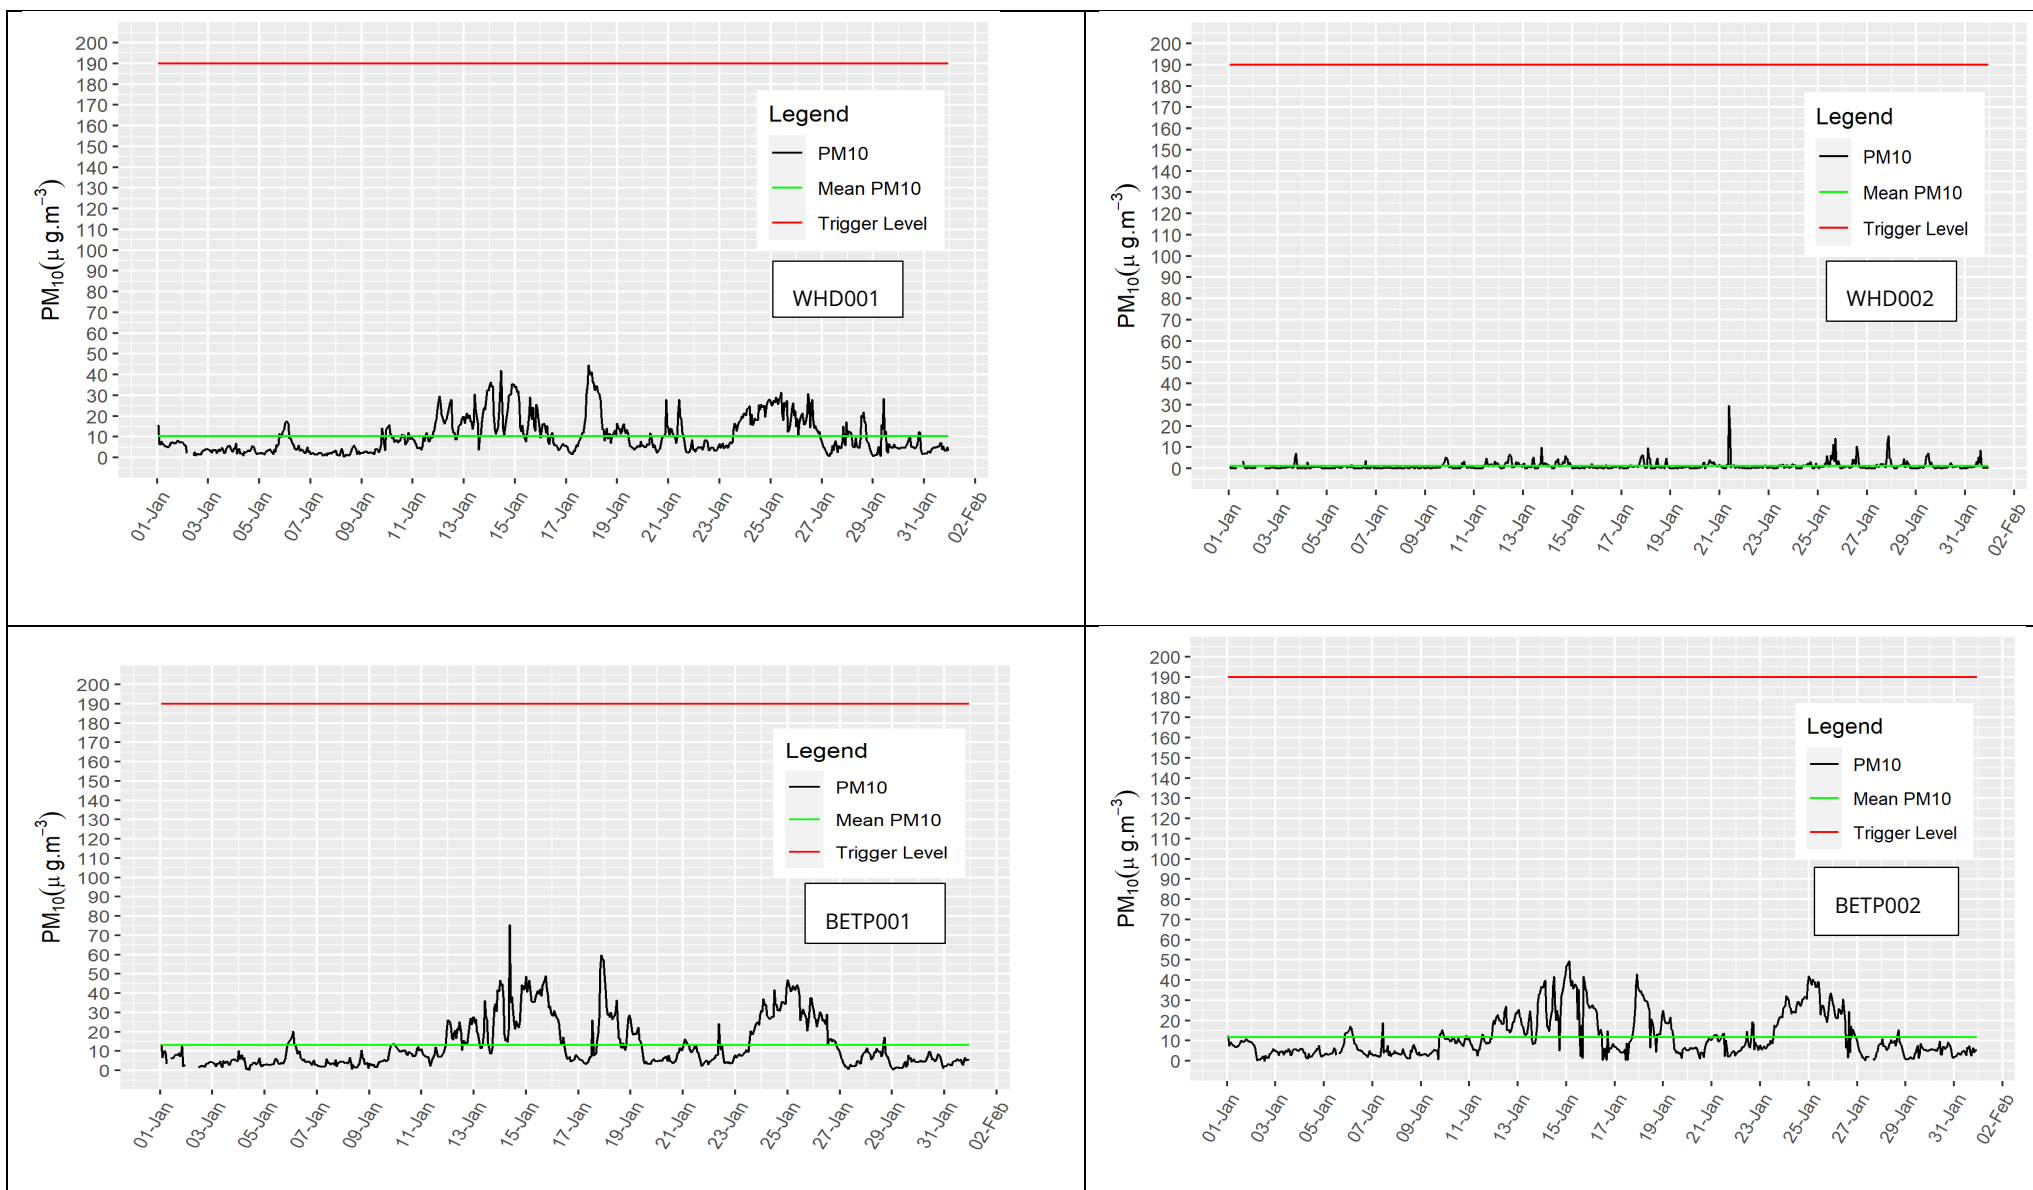 200
190
180
170
160
150
140
130
120
110
100
90
80
70
60
50
40
30
20
10
0
PM10(μ g.m−3)
Legend
PM10
Mean PM10
Trigger Level
WHD001
01-Jan
03-Jan
05-Jan
07-Jan
09-Jan
11-Jan
13-Jan
15-Jan
17-Jan
19-Jan
21-Jan
23-Jan
25-Jan
27-Jan
29-Jan
31-Jan
02-Feb
200
190
180
170
160
150
140
130
120
110
100
90
80
70
60
50
40
30
20
10
0
PM10(μ g.m−3)
Legend
PM10
Mean PM10
Trigger Level
WHD002
01-Jan
03-Jan
05-Jan
07-Jan
09-Jan
11-Jan
13-Jan
15-Jan
17-Jan
19-Jan
21-Jan
23-Jan
25-Jan
27-Jan
29-Jan
31-Jan
02-Feb
200
190
180
170
160
150
140
130
120
110
100
90
80
70
60
50
40
30
20
10
0
PM10(μ g.m−3)
Legend
PM10
Mean PM10
Trigger Level
BETP001
01-Jan
03-Jan
05-Jan
07-Jan
09-Jan
11-Jan
13-Jan
15-Jan
17-Jan
19-Jan
21-Jan
23-Jan
25-Jan
27-Jan
29-Jan
31-Jan
02-Feb
200
190
180
170
160
150
140
130
120
110
100
90
80
70
60
50
40
30
20
10
0
PM10(μ g.m−3)
Legend
PM10
Mean PM10
Trigger Level
BETP002
01-Jan
03-Jan
05-Jan
07-Jan
09-Jan
11-Jan
13-Jan
15-Jan
17-Jan
19-Jan
21-Jan
23-Jan
25-Jan
27-Jan
29-Jan
31-Jan
02-Feb